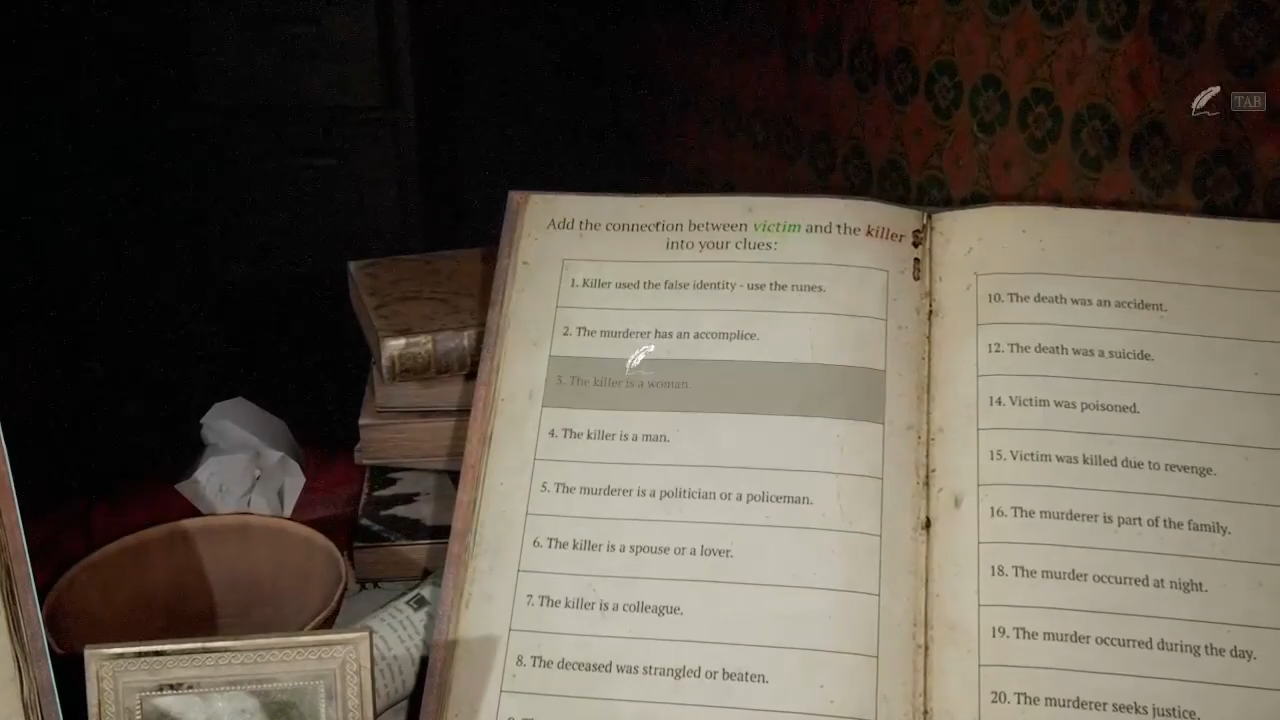 TAB
Add the connection between victim and the killer
into your clues:
1. Killer used the false identity - use the runes.
2. The murderer has an accomplice.
3. The killer is a woman.
4. The killer is a man.
5. The murderer is a politician or a policeman.
6. The killer is a spouse or a lover.
7. The killer is a colleague.
8. The deceased was strangled or beaten.
10. The death was an accident.
12. The death was a suicide.
14. Victim was poisoned.
15. Victim was killed due to revenge.
16. The murderer is part of the family.
18. The murder occurred at night.
19. The murder occurred during the day.
20. The murderer seeks justice.